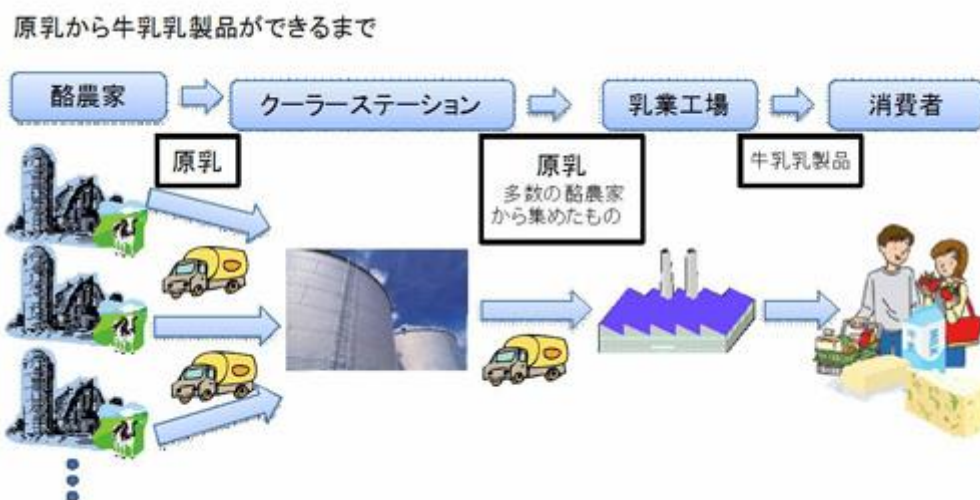 原乳から牛乳乳製品ができるまで
酪農家
クーラーステーション
乳業工場
消費者
原乳
原乳
多数の酪農家
から集めたもの
牛乳乳製品